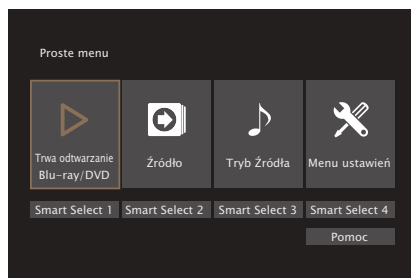 Proste menu
Trwa odtwarzanie
Blu-ray/DVD
Źródło
Tryb Źródła
Menu ustawień
Smart Select 1
Smart Select 2
Smart Select 3
Smart Select 4
Pomoc